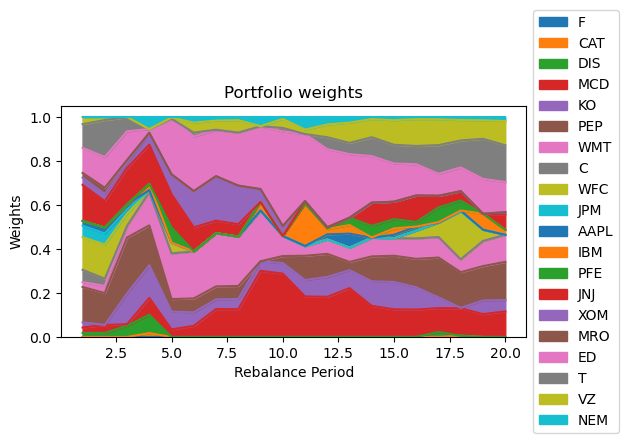 Portfolio weights
Weights
1.0
0.8
0.6
0.4
0.2
0.0
2.5
5.0
7.5
10.0
12.5
15.0
17.5
20.0
Rebalance Period
F
CAT
DIS
MCD
KO
PEP
WMT
C
WFC
JPM
AAPL
IBM
PFE
JNJ
XOM
MRO
ED
T
VZ
NEM